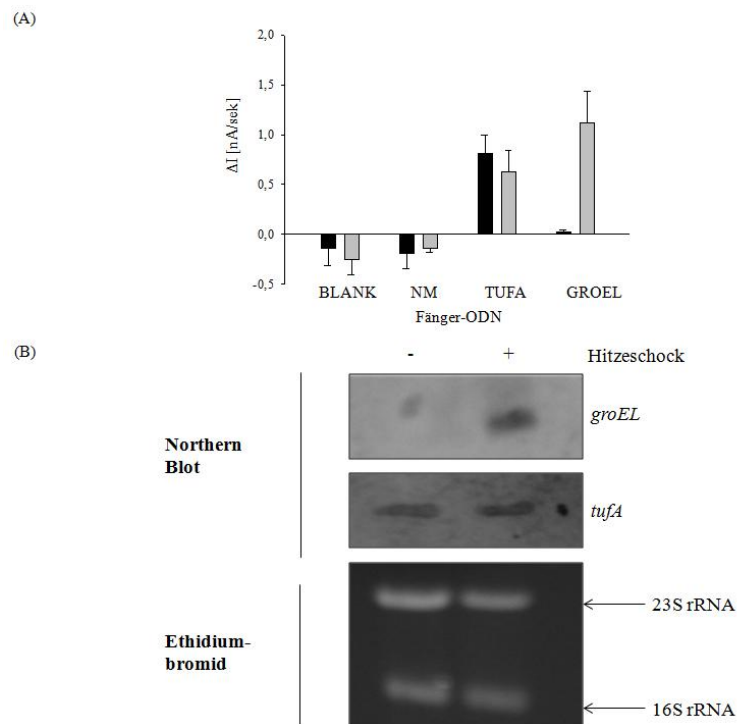 (A)
2,0
1,5
1,0
0,5
0,0
-0,5
ΔI [nA/sek]
BLANK NM TUFA GROEL
Fänger-ODN
(B)
- + Hitzeschock
groEL
Northern
Blot
tufA
23S rRNA
Ethidium-
bromid
16S rRNA